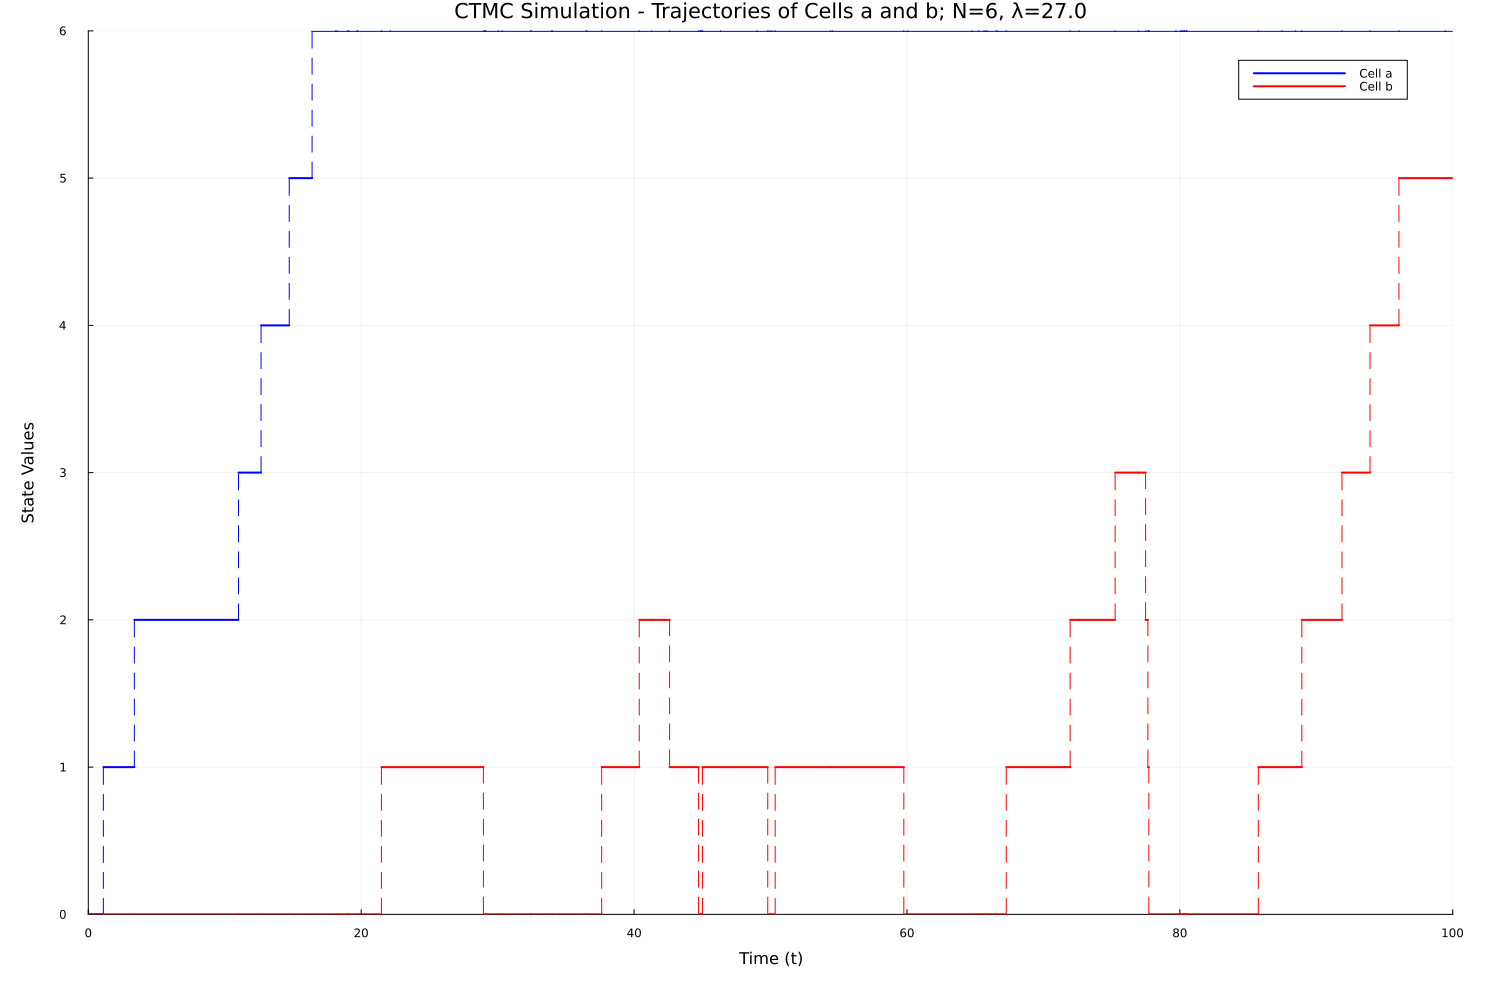 CTMC Simulation - Trajectories of Cells a and b; N=6, λ=27.0
6
Cell a
Cell b
5
4
State Values
3
2
1
0
0 20 40 60 80 100
Time (t)